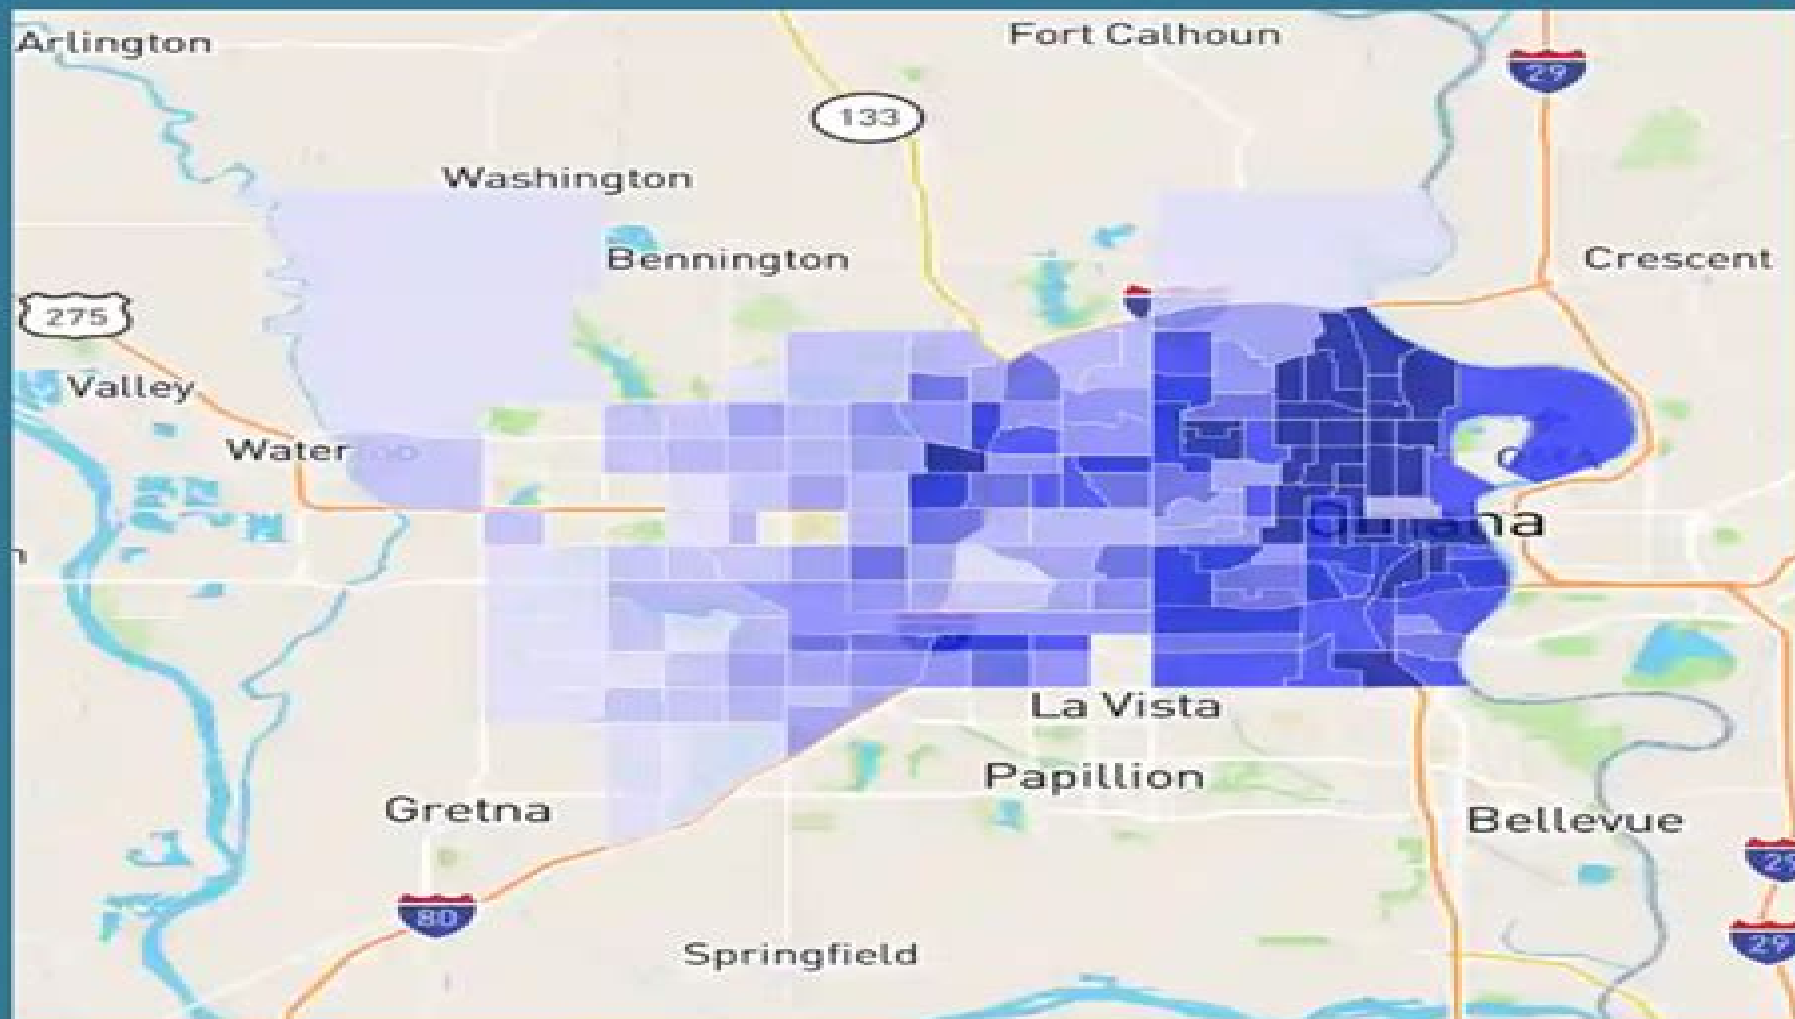 Arlington
Fort Calhoun
29
133
Washington
Bennington
Crescent
275
Valley
Water
La Vista
Papillion
Gretna
Bellevue
29
80
29
Springfield